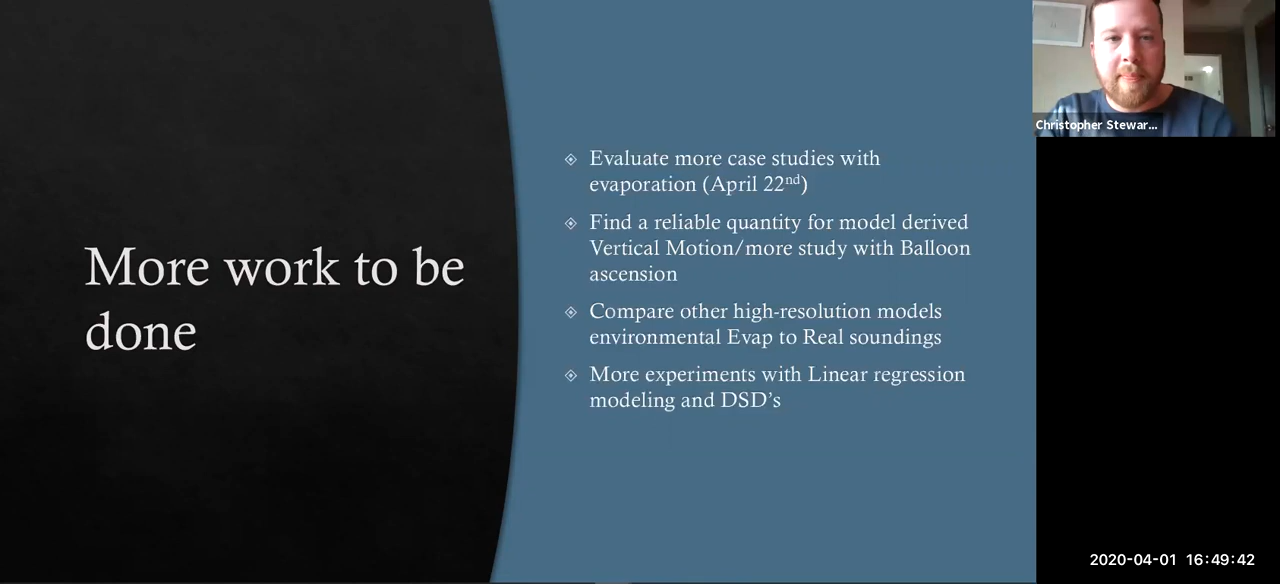 More work to be
done
Evaluate more case studies with
evaporation (April 22nd)
Find a reliable quantity for model derived
Vertical Motion/more study with Balloon
ascension
Compare other high-resolution models
environmental Evap to Real soundings
More experiments with Linear regression
modeling and DSD's
Christopher Stewar...
2020-04-01 16:49:42